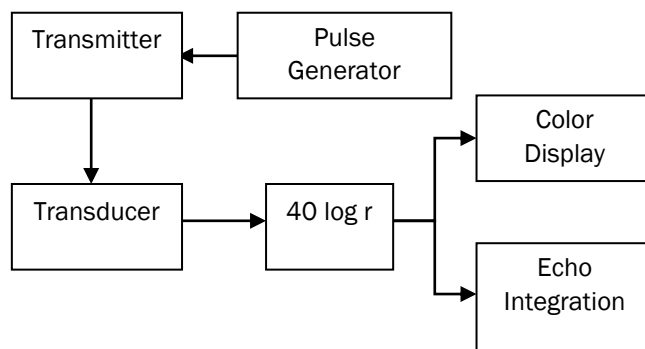 Transmitter
Pulse
Generator
Color
Display
Transducer
40 log r
Echo
Integration